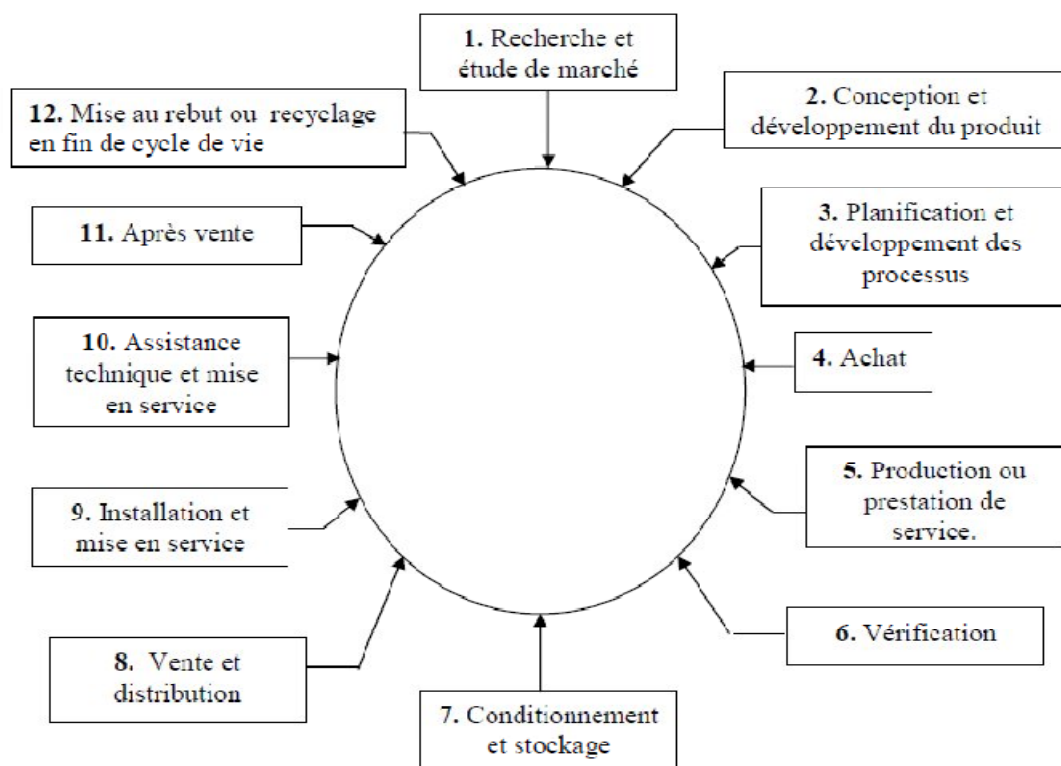 1. Recherche et
étude de marché
2. Conception et
développement du produit
3. Planification et
développement des
processus
4. Achat
5. Production ou
prestation de
service.
6. Vérification
7. Conditionnement
et stockage
8. Vente et
distribution
9. Installation et
mise en service
10. Assistance
technique et mise
en service
11. Après vente
12. Mise au rebut ou recyclage
en fin de cycle de vie